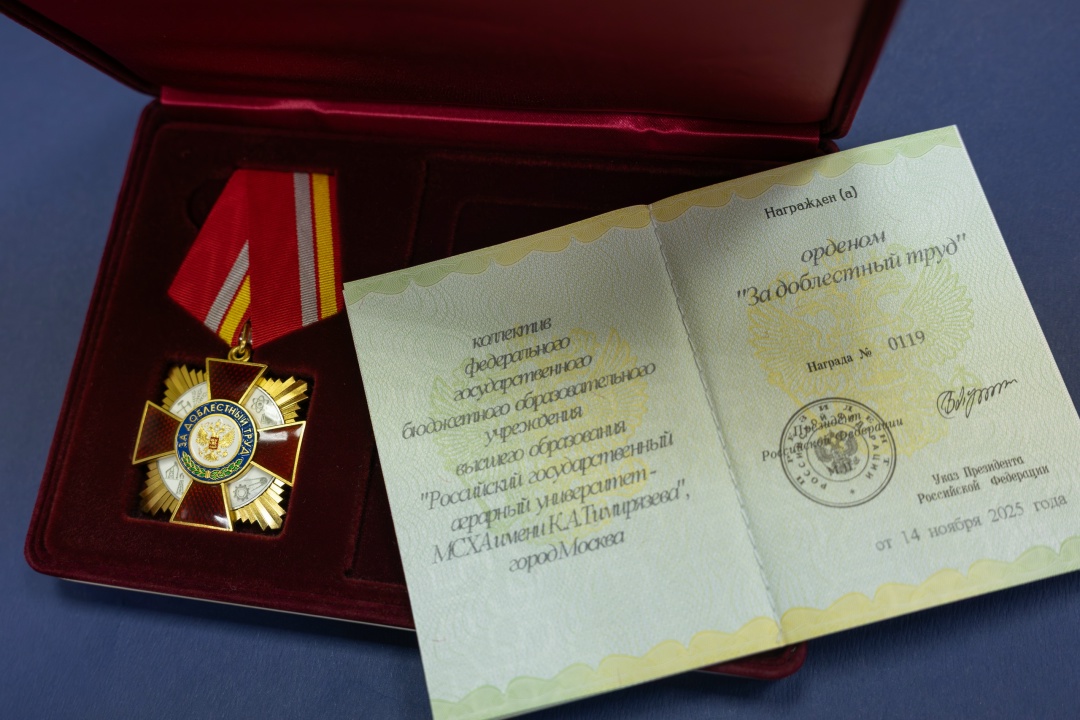 ЗА ДОБЛЕСТНЫЙ ТРУД
коллектив
федерального
государственного
бюджетного образовательного
учреждения
высшего образования
"Российский государственный
аграрный университет -
МСХА имени К.А.Тимирязева",
город Москва
Награжден (а)
орденом
"За доблестный труд"
Награда № 0119
Президент
Российской Федерации
М.П.
Указ Президента
Российской Федерации
от 14 ноября 2025 года